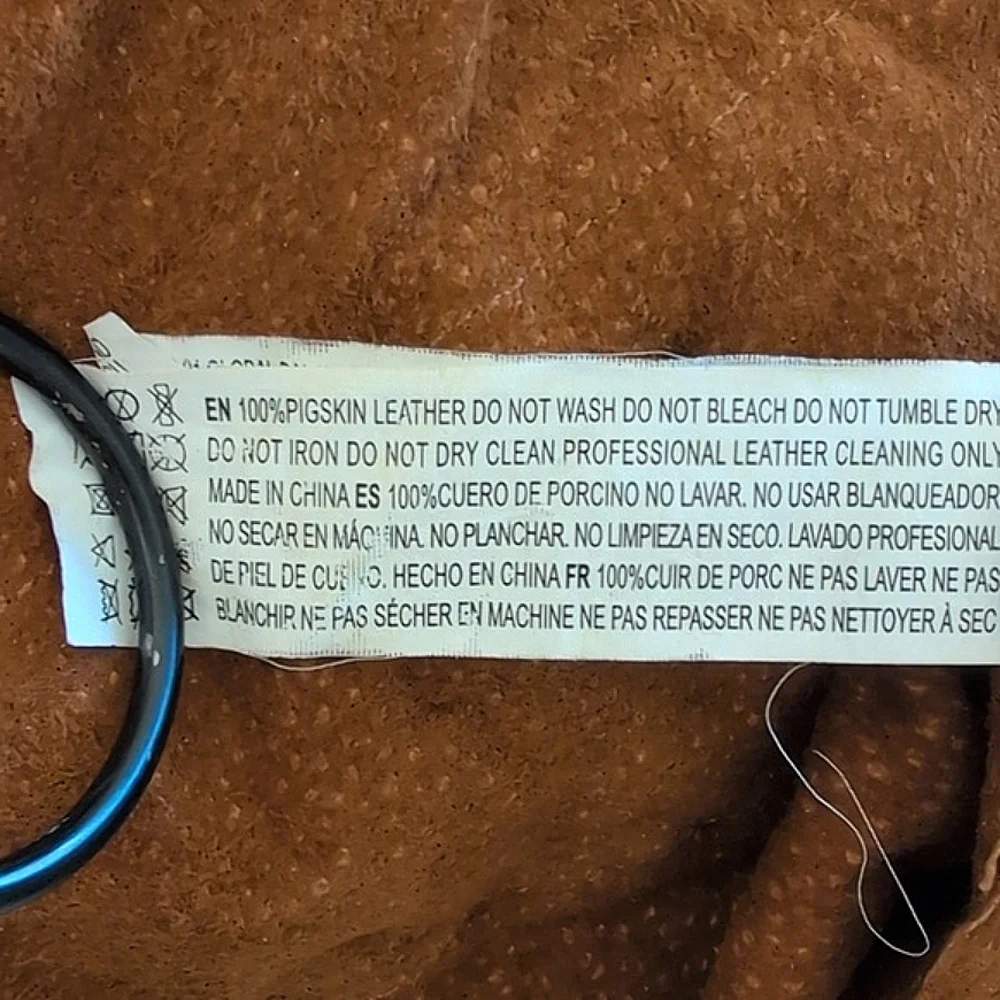 EN 100%PIGSKIN LEATHER DO NOT WASH DO NOT BLEACH DO NOT TUMBLE DRY
DO NOT IRON DO NOT DRY CLEAN PROFESSIONAL LEATHER CLEANING ONLY
MADE IN CHINA ES 100%CUERO DE PORCINO NO LAVAR. NO USAR BLANQUEADOR
NO SECAR EN MÁQUINA. NO PLANCHAR. NO LIMPIEZA EN SECO. LAVADO PROFESIONAL
DE PIEL DE CUERO. HECHO EN CHINA FR 100%CUIR DE PORC NE PAS LAVER NE PAS
BLANCHIR NE PAS SÉCHER EN MACHINE NE PAS REPASSER NE PAS NETTOYER À SEC